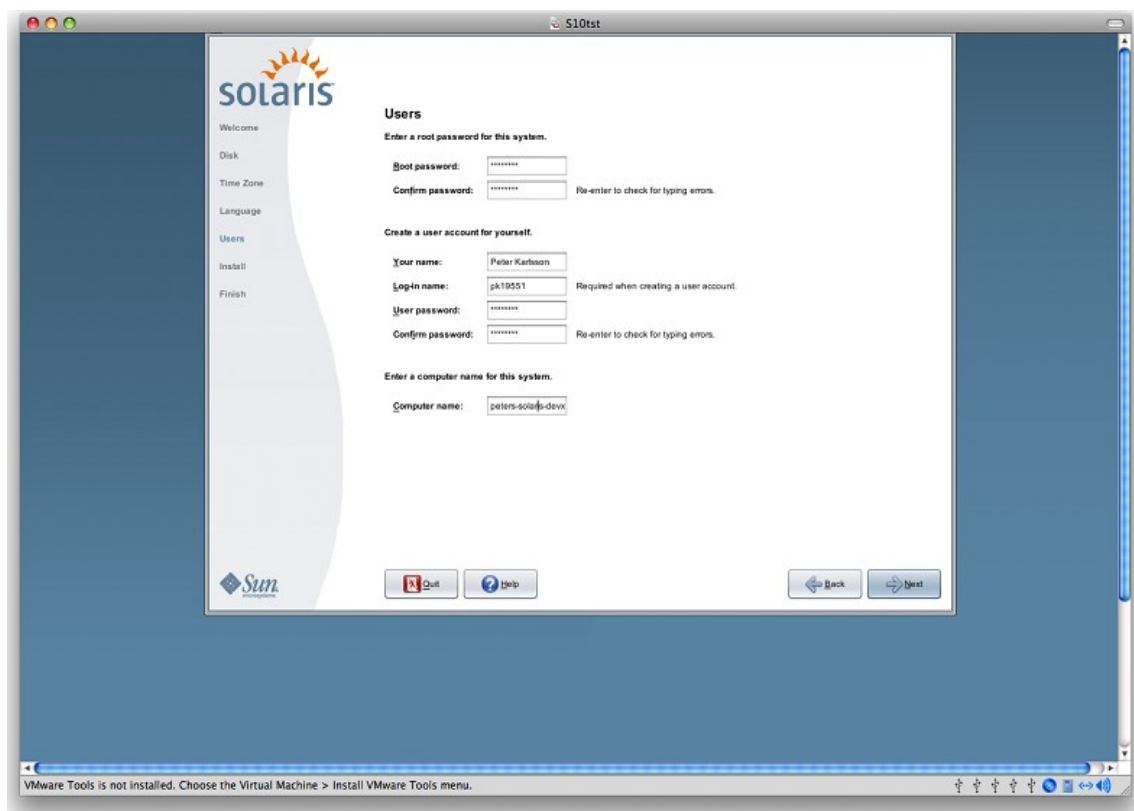 S10tst
solaris
Welcome
Disk
Time Zone
Language
Users
Install
Finish
Users
Enter a root password for this system.
Root password: ********
Confirm password: ******** Re-enter to check for typing errors.
Create a user account for yourself.
Your name: Peter Karlsson
Log-in name: pk19551 Required when creating a user account.
User password: ********
Confirm password: ******** Re-enter to check for typing errors.
Enter a computer name for this system.
Computer name: peters-solaris-devx
Sun
microsystems
Quit
Help
Back
Next
VMware Tools is not installed. Choose the Virtual Machine > Install VMware Tools menu.